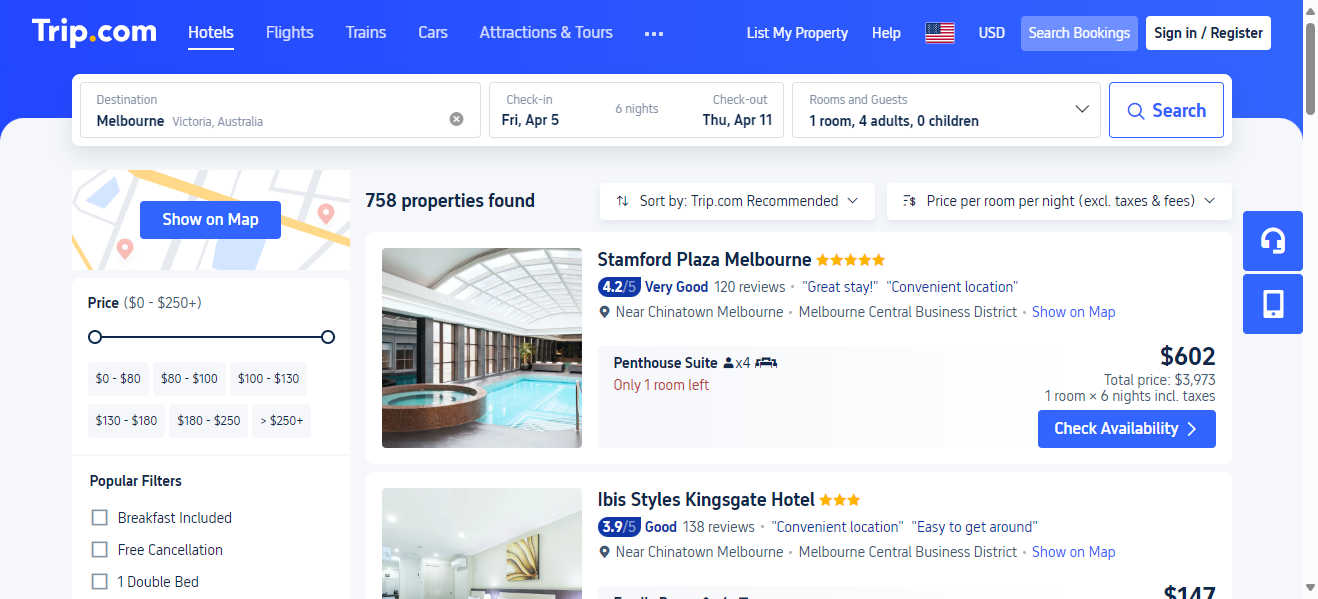 Trip.com Hotels Flights Trains Cars Attractions & Tours ... List My Property Help USD Search Bookings Sign in / Register
Destination
Melbourne Victoria, Australia
Check-in
Fri, Apr 5
6 nights
Check-out
Thu, Apr 11
Rooms and Guests
1 room, 4 adults, 0 children
Search
Show on Map
Price ($0 - $250+)
$0 - $80 $80 - $100 $100 - $130
$130 - $180 $180 - $250 > $250+
Popular Filters
Breakfast Included
Free Cancellation
1 Double Bed
758 properties found
Sort by: Trip.com Recommended
Price per room per night (excl. taxes & fees)
Stamford Plaza Melbourne
4.2/5 Very Good 120 reviews · "Great stay!" "Convenient location"
Near Chinatown Melbourne · Melbourne Central Business District · Show on Map
Penthouse Suite x4
Only 1 room left
$602
Total price: $3,973
1 room × 6 nights incl. taxes
Check Availability
Ibis Styles Kingsgate Hotel
3.9/5 Good 138 reviews · "Convenient location" "Easy to get around"
Near Chinatown Melbourne · Melbourne Central Business District · Show on Map
$147